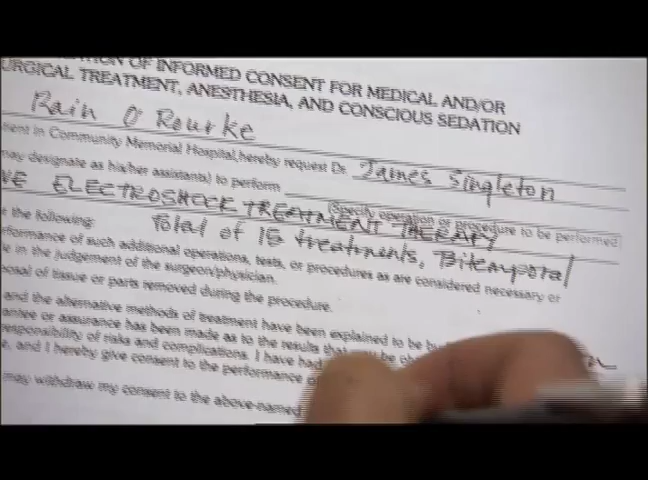 OF INFORMED CONSENT FOR MEDICAL AND/OR
URGICAL TREATMENT, ANESTHESIA, AND CONSCIOUS SEDATION
Rain O Rourke
ment in Community Memorial Hospital, hereby request Dr. James Singleton
may designate as his/her assistants) to perform
(Specify operation or procedure to be performed)
VE ELECTROSHOCK TREATMENT THERAPY
Total of 15 treatments, Bitemporal
t the following:
rformance of such additional operations, tests, or procedures as are considered necessary or
le in the judgement of the surgeon/physician.
posal of tissue or parts removed during the procedure.
and the alternative methods of treatment have been explained to be
antee or assurance has been made as to the results that may be
responsibility of risks and complications. I have had
e, and I hereby give consent to the performance
may withdraw my consent to the above-named